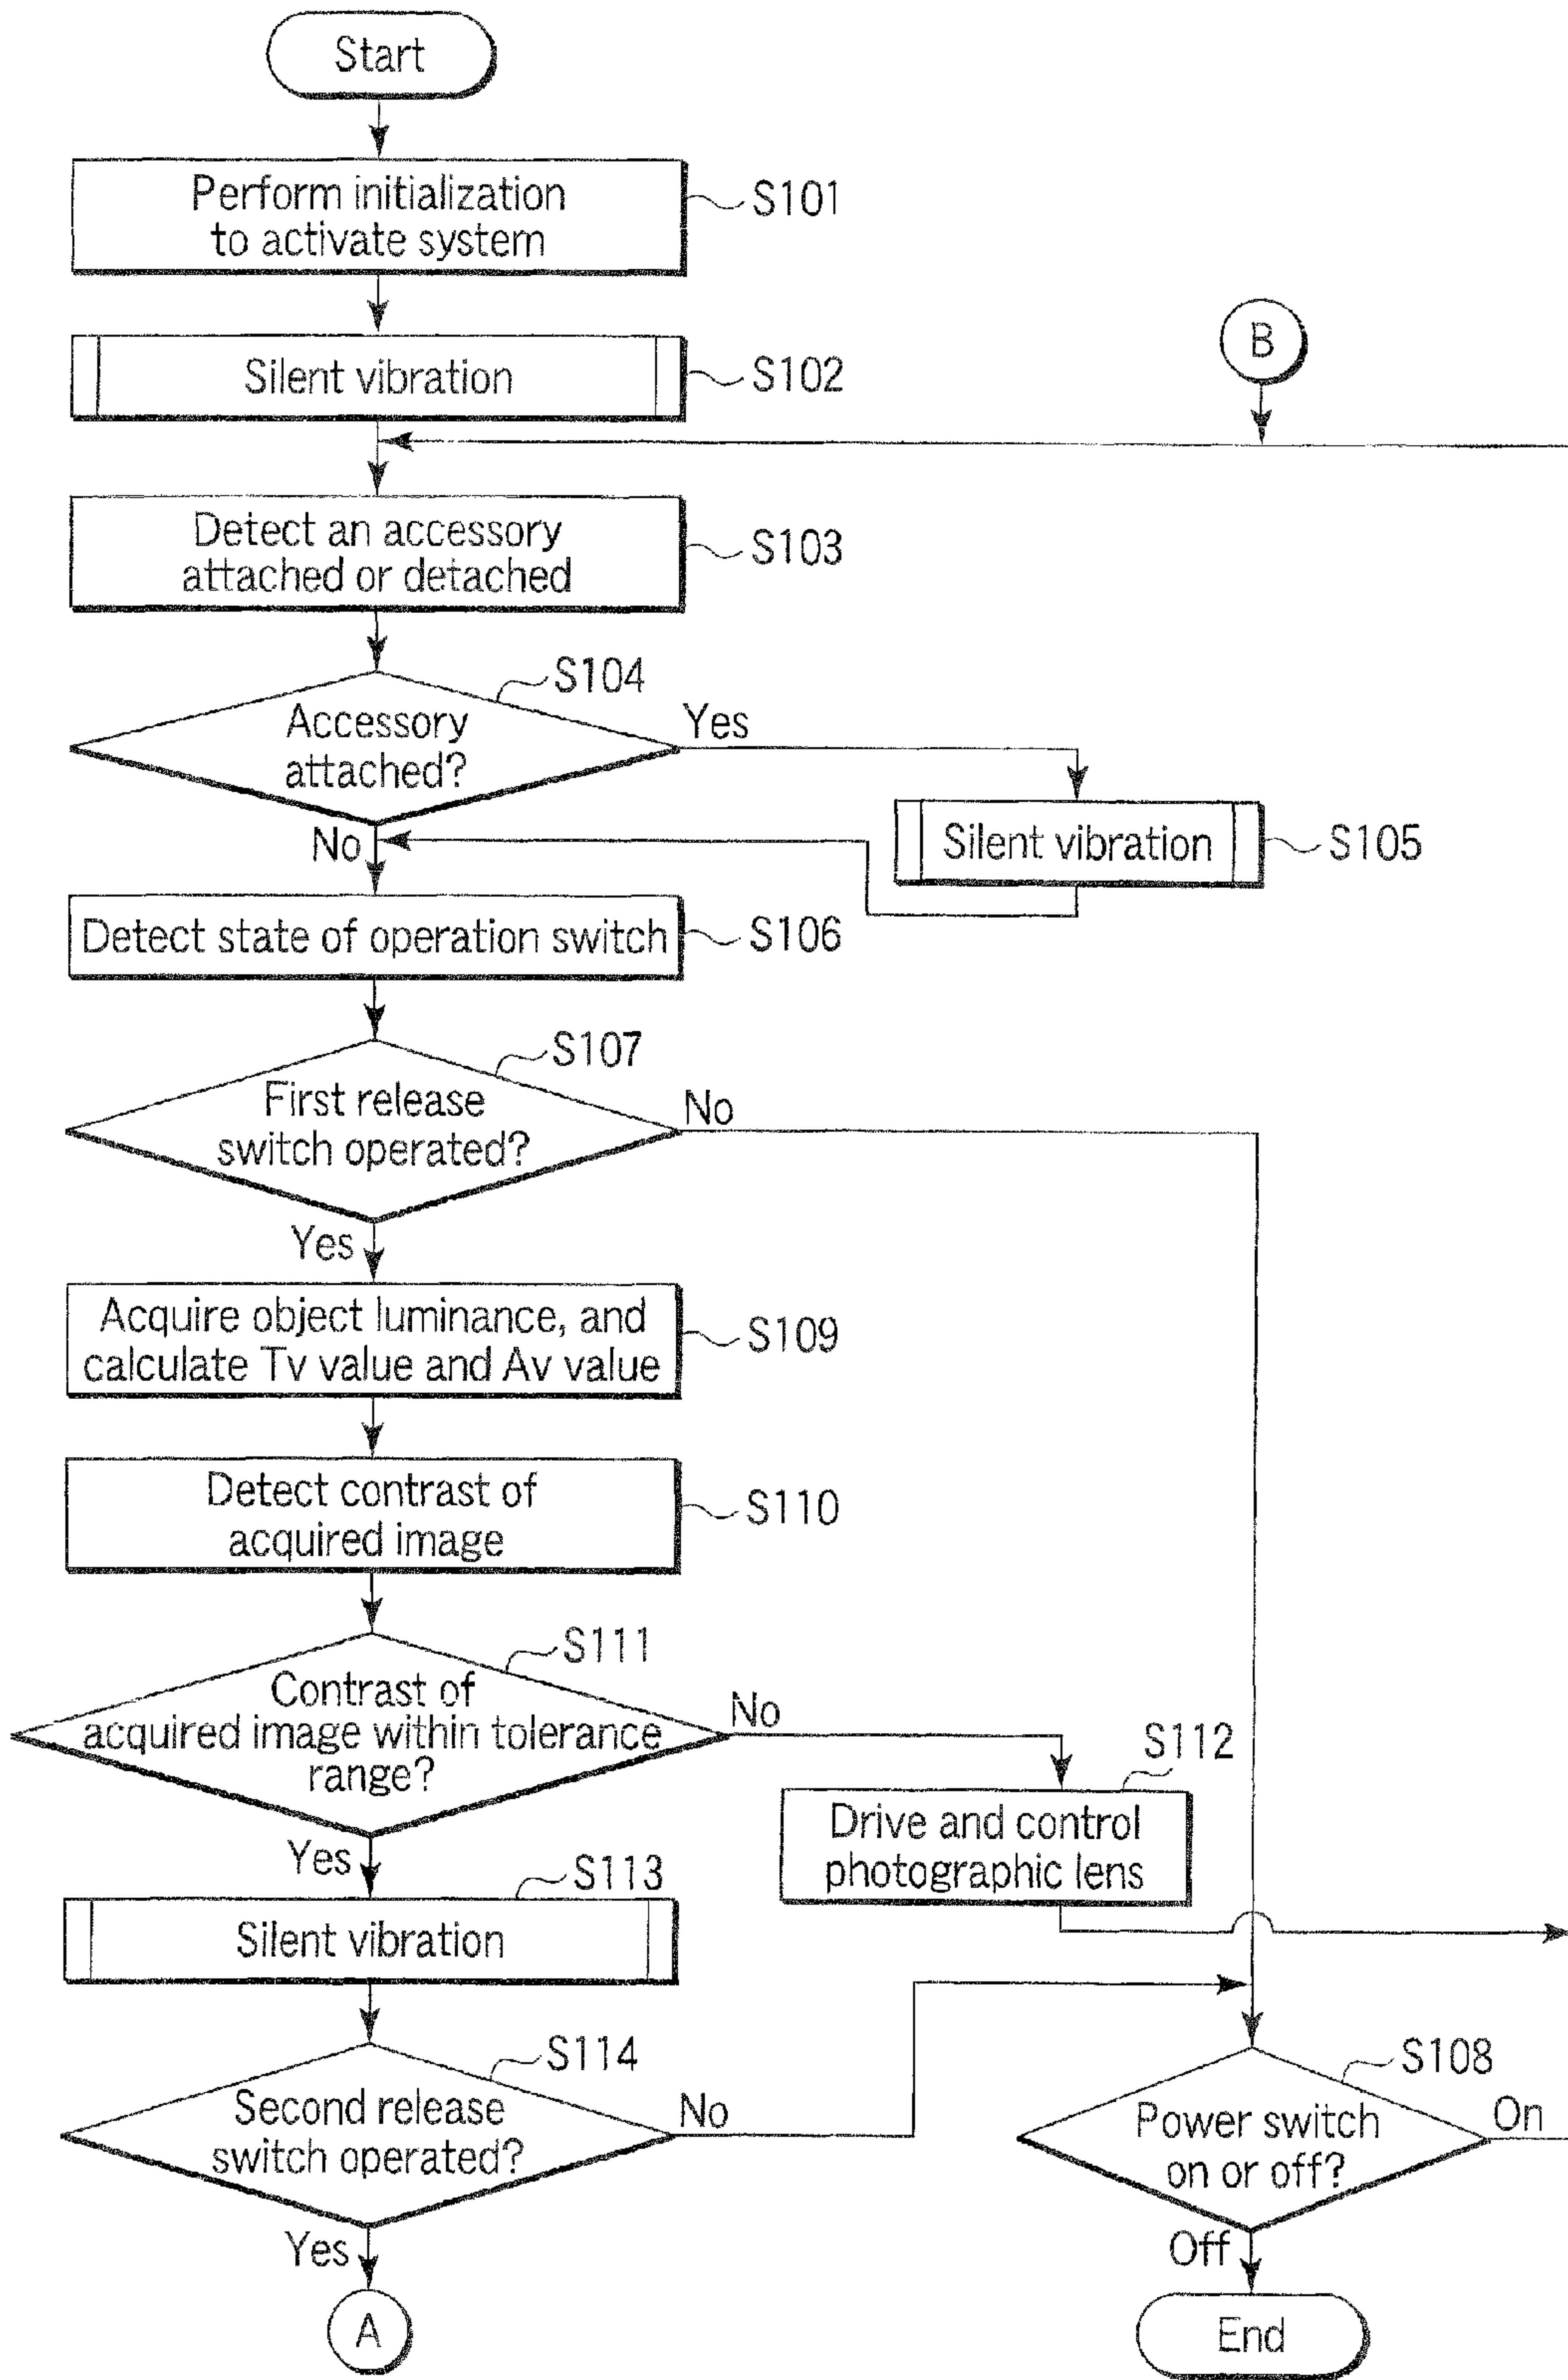 Start
Perform initialization
to activate system
S101
B
Silent vibration
S102
Detect an accessory
attached or detached
S103
S104
Accessory
attached?
Yes
No
Silent vibration
S105
Detect state of operation switch
S106
S107
First release
switch operated?
No
Yes
Acquire object luminance, and
calculate Tv value and Av value
S109
Detect contrast of
acquired image
S110
S111
Contrast of
acquired image within tolerance
range?
No
Yes
S112
Drive and control
photographic lens
S113
Silent vibration
S114
Second release
switch operated?
No
Yes
S108
Power switch
on or off?
On
Off
A
End